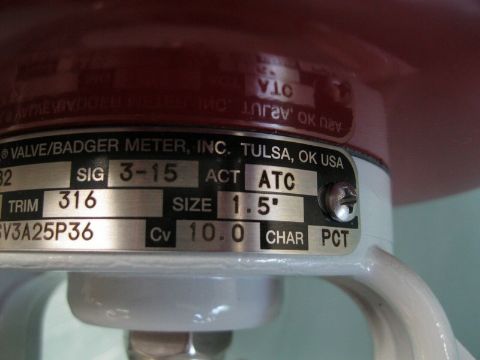 ® VALVE/BADGER METER, INC. TULSA, OK USA
SIG 3-15 ACT ATC
TRIM 316 SIZE 1.5"
SV3A25P36 Cv 10.0 CHAR PCT